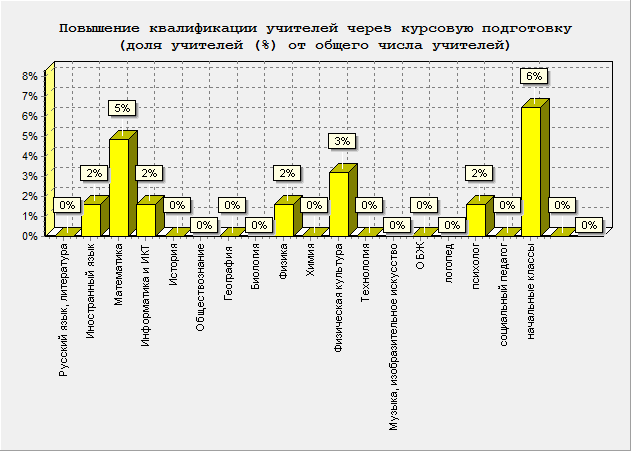 Повышение квалификации учителей через курсовую подготовку
(доля учителей (%) от общего числа учителей)
8%
7%
6%
5%
4%
3%
2%
1%
0%
0%
2%
5%
2%
0%
0%
0%
0%
2%
0%
3%
0%
0%
0%
0%
2%
0%
6%
0%
0%
Русский язык, литература
Иностранный язык
Математика
Информатика и ИКТ
История
Обществознание
География
Биология
Физика
Химия
Физическая культура
Технология
Музыка, изобразительное искусство
ОБЖ
логопед
психолог
социальный педагог
начальные классы